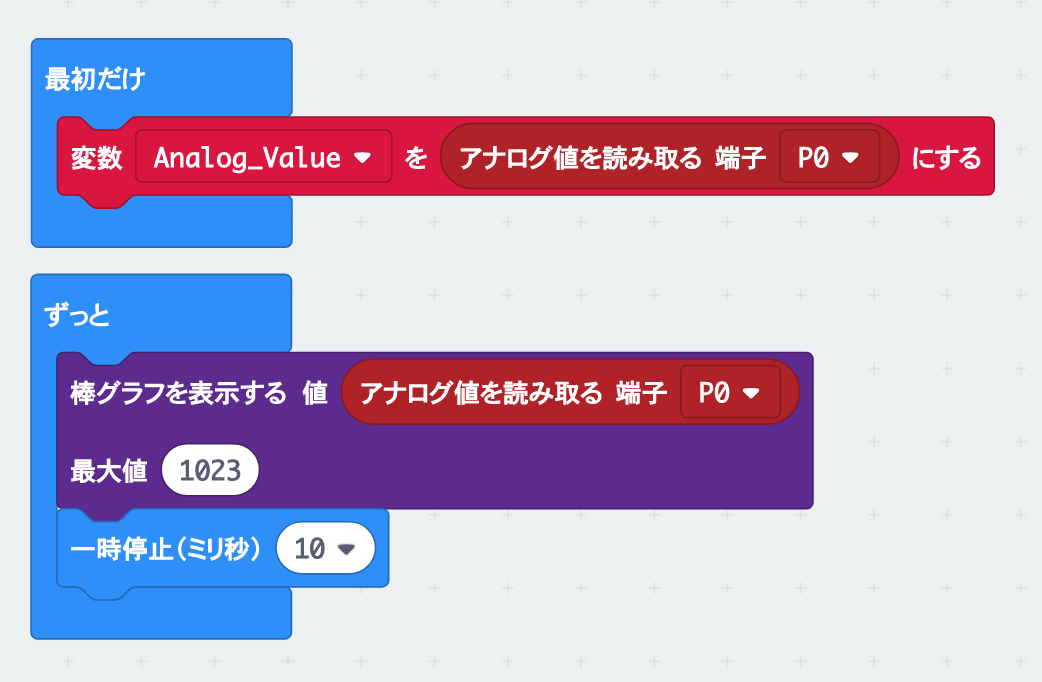 最初だけ
変数 Analog_Value を アナログ値を読み取る 端子 P0 にする
ずっと
棒グラフを表示する 値 アナログ値を読み取る 端子 P0
最大値 1023
一時停止(ミリ秒) 10